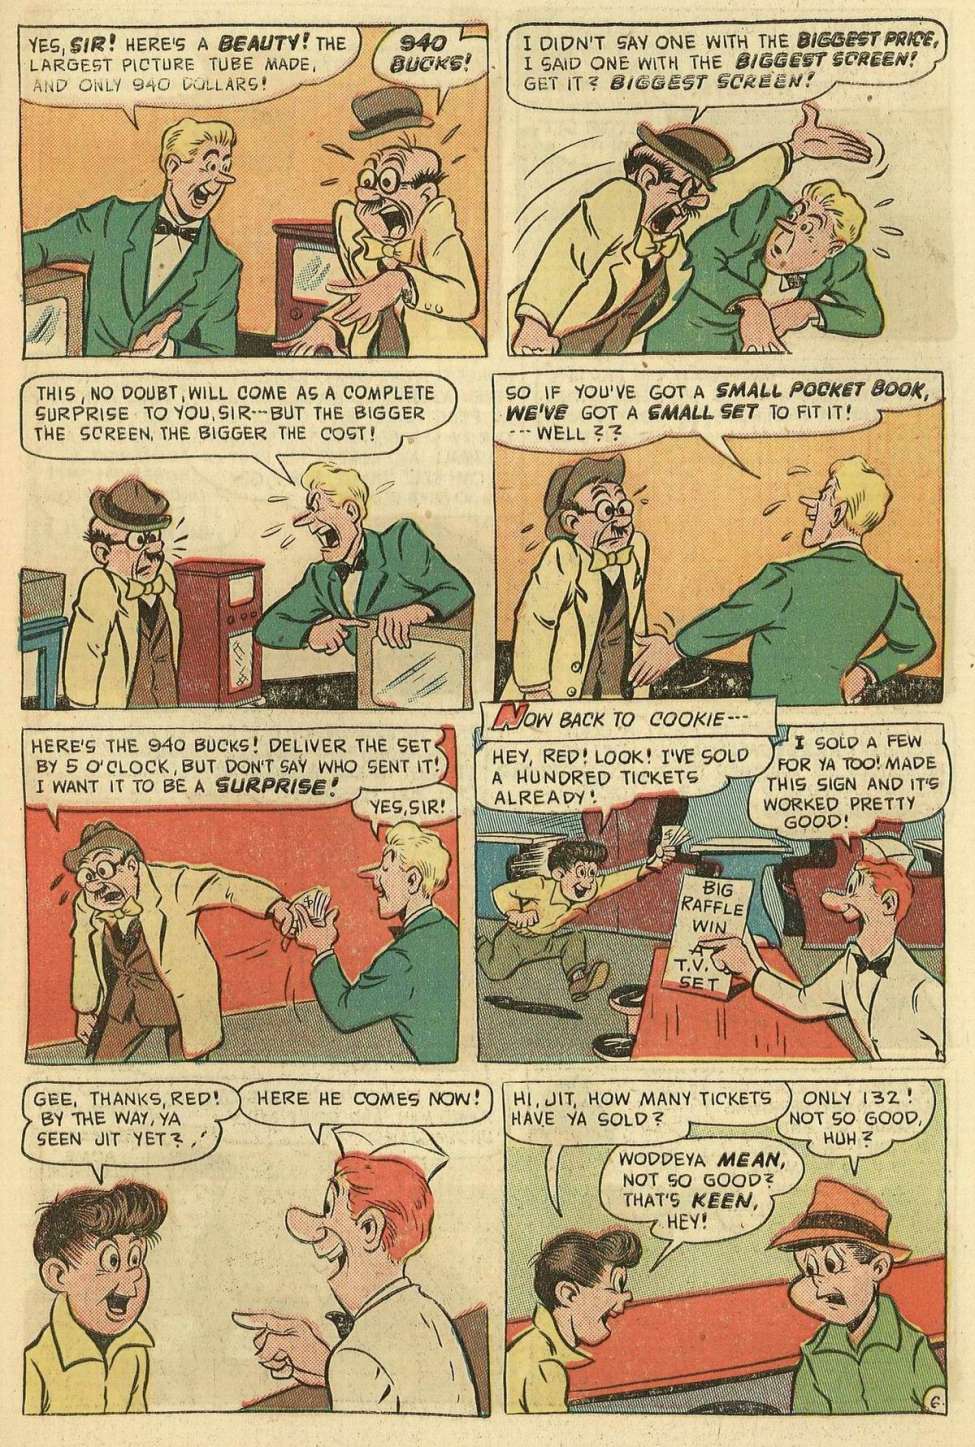 YES, SIR! HERE'S A BEAUTY! THE
LARGEST PICTURE TUBE MADE,
AND ONLY 940 DOLLARS!
940
BUCKS!
I DIDN'T SAY ONE WITH THE BIGGEST PRICE,
I SAID ONE WITH THE BIGGEST SCREEN!
GET IT? BIGGEST SCREEN!
THIS, NO DOUBT, WILL COME AS A COMPLETE
SURPRISE TO YOU, SIR--BUT THE BIGGER
THE SCREEN, THE BIGGER THE COST!
SO IF YOU'VE GOT A SMALL POCKET BOOK,
WE'VE GOT A SMALL SET TO FIT IT!
---WELL??
HERE'S THE 940 BUCKS! DELIVER THE SET
BY 5 O'CLOCK, BUT DON'T SAY WHO SENT IT!
I WANT IT TO BE A SURPRISE!
YES, SIR!
NOW BACK TO COOKIE---
HEY, RED! LOOK! I'VE SOLD
A HUNDRED TICKETS
ALREADY!
I SOLD A FEW
FOR YA TOO! MADE
THIS SIGN AND IT'S
WORKED PRETTY
GOOD!
BIG
RAFFLE
WIN
A
T.V.
SET
GEE, THANKS, RED!
BY THE WAY, YA
SEEN JIT YET?
HERE HE COMES NOW!
HI, JIT, HOW MANY TICKETS
HAVE YA SOLD?
ONLY 132!
NOT SO GOOD,
HUH?
WODDEYA MEAN,
NOT SO GOOD?
THAT'S KEEN,
HEY!
6